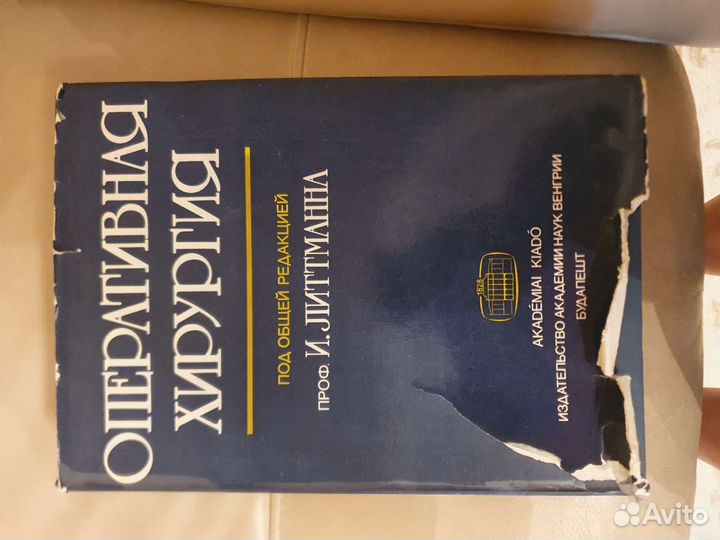 ОПЕРАТИВНАЯ
ХИРУРГИЯ
ПОД ОБЩЕЙ РЕДАКЦИЕЙ
ПРОФ. И. ЛИТТМАННА
1828
AKADÉMIAI KIADÓ
ИЗДАТЕЛЬСТВО АКАДЕМИИ НАУК ВЕНГРИИ
БУДАПЕШТ
Avito